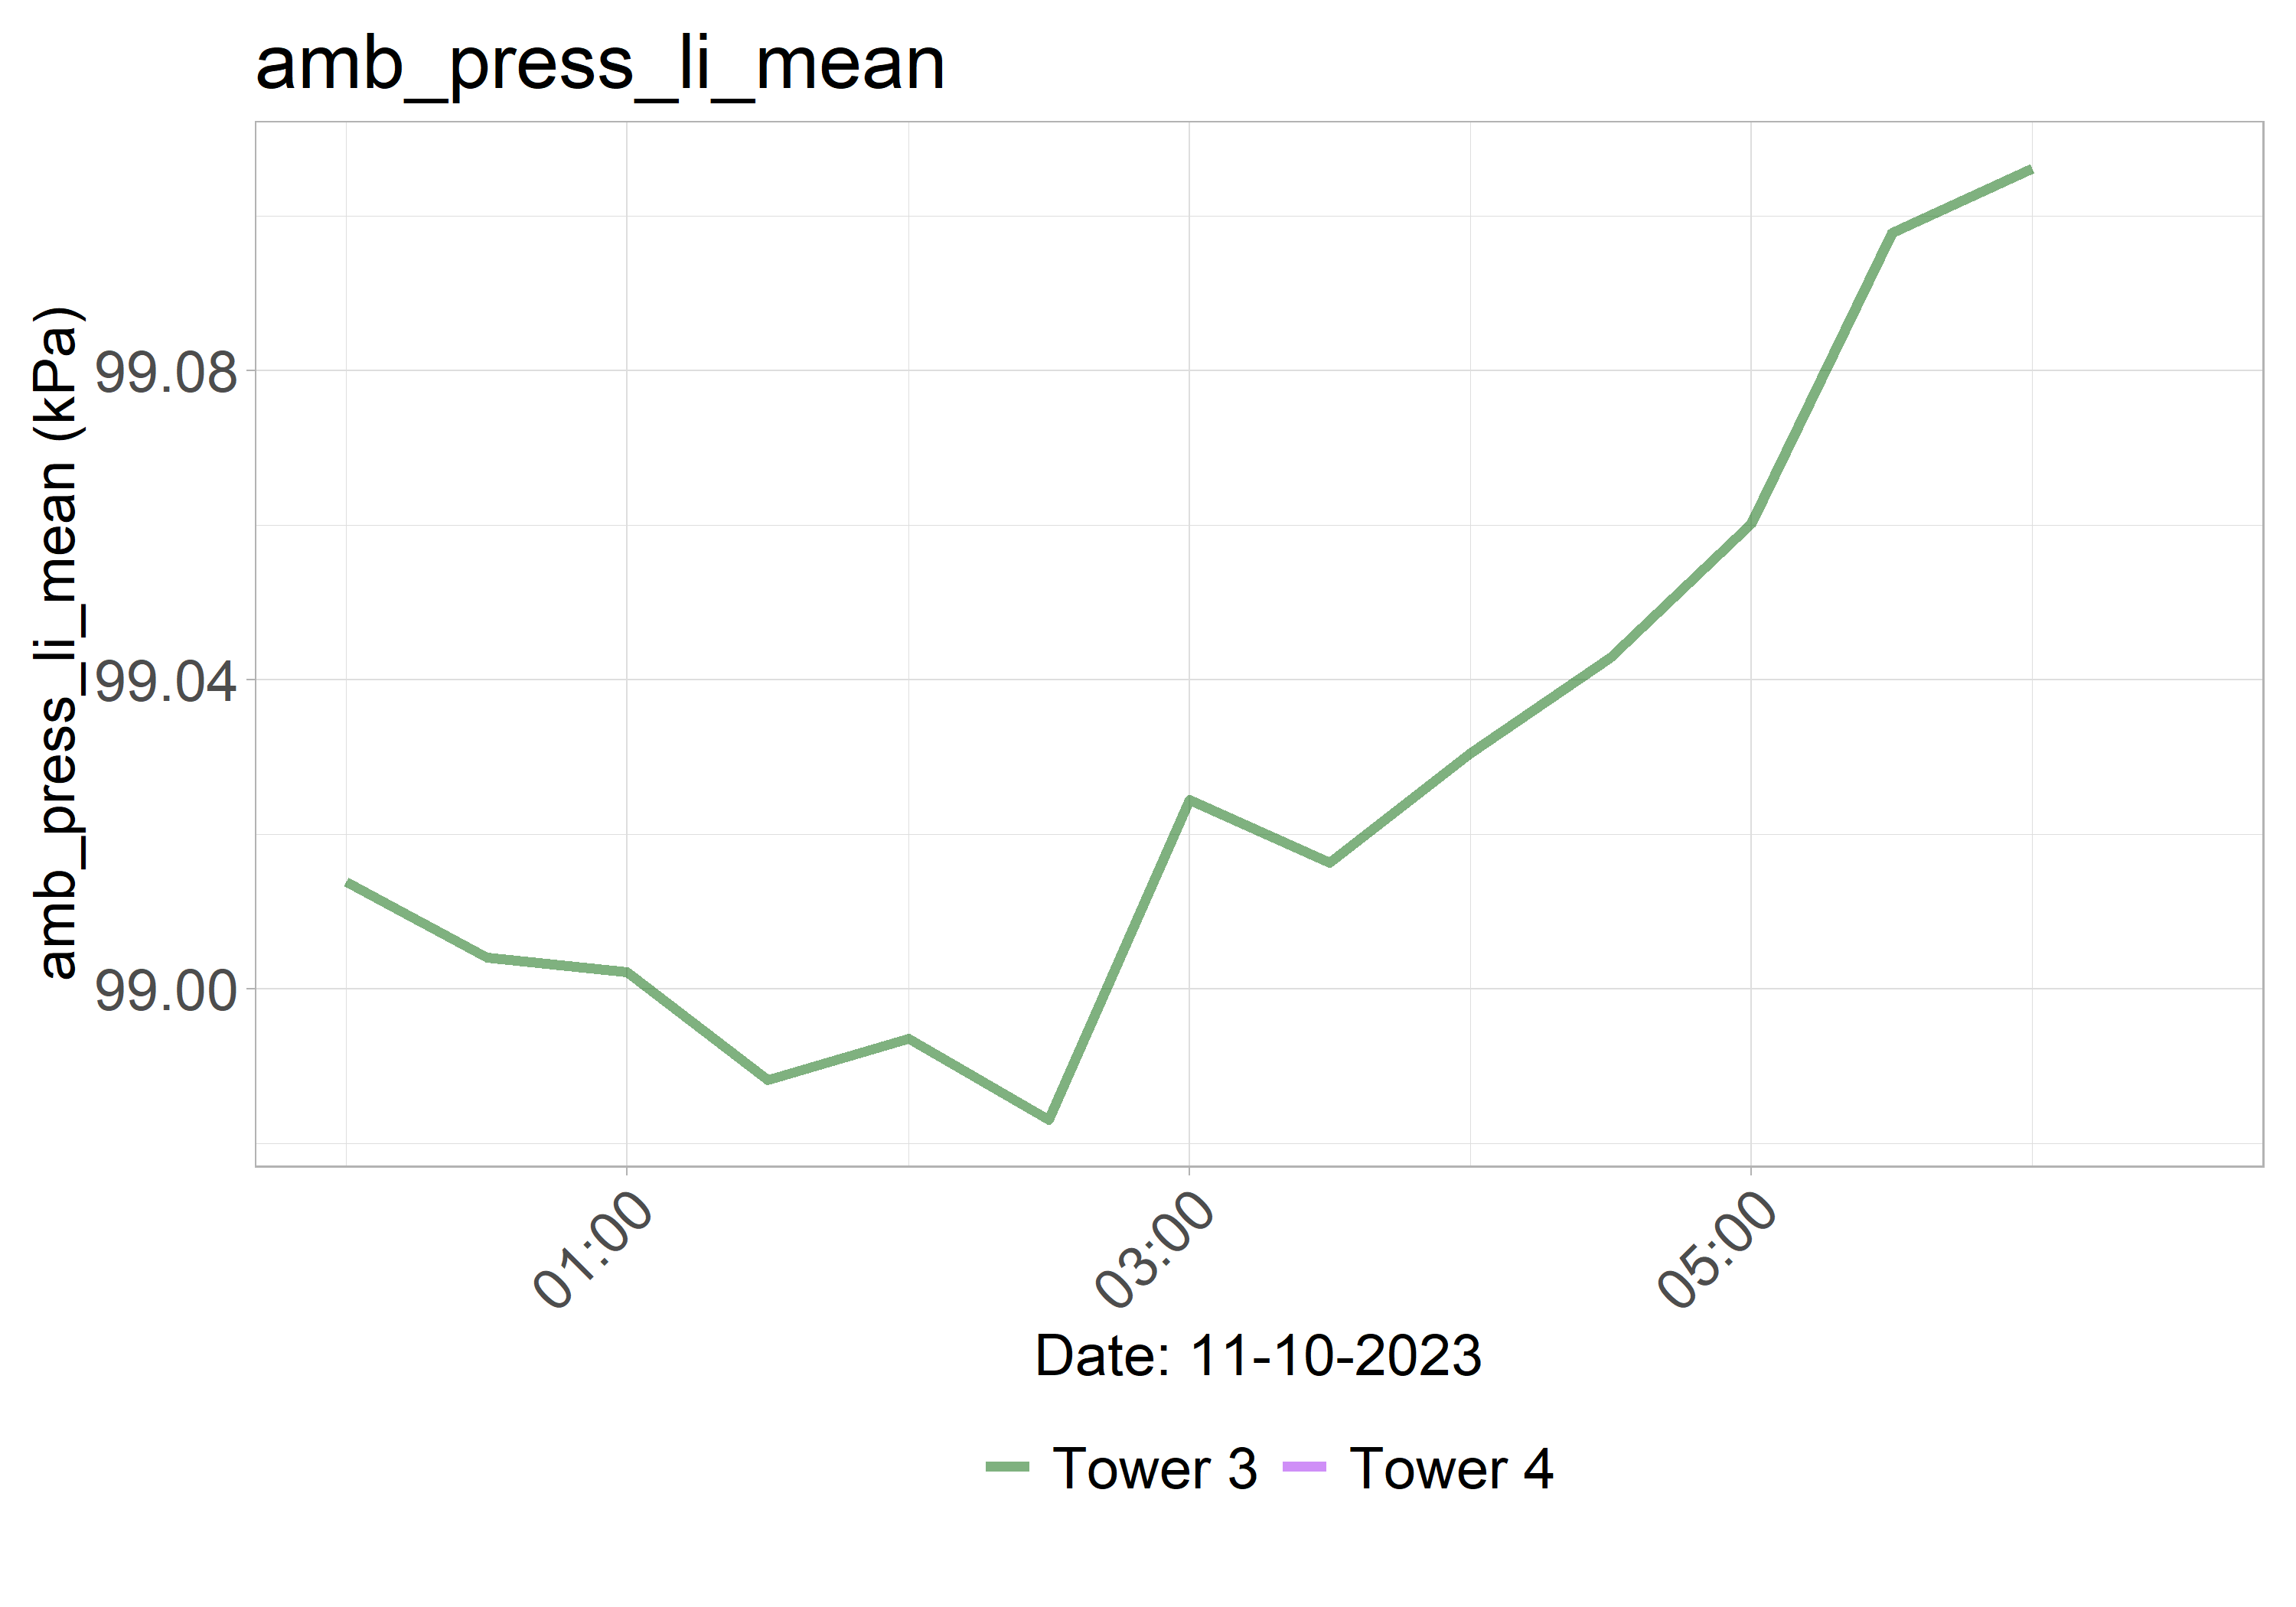 amb_press_li_mean
amb_press_li_mean (kPa)
99.08
99.04
99.00
01:00
03:00
05:00
Date: 11-10-2023
Tower 3
Tower 4